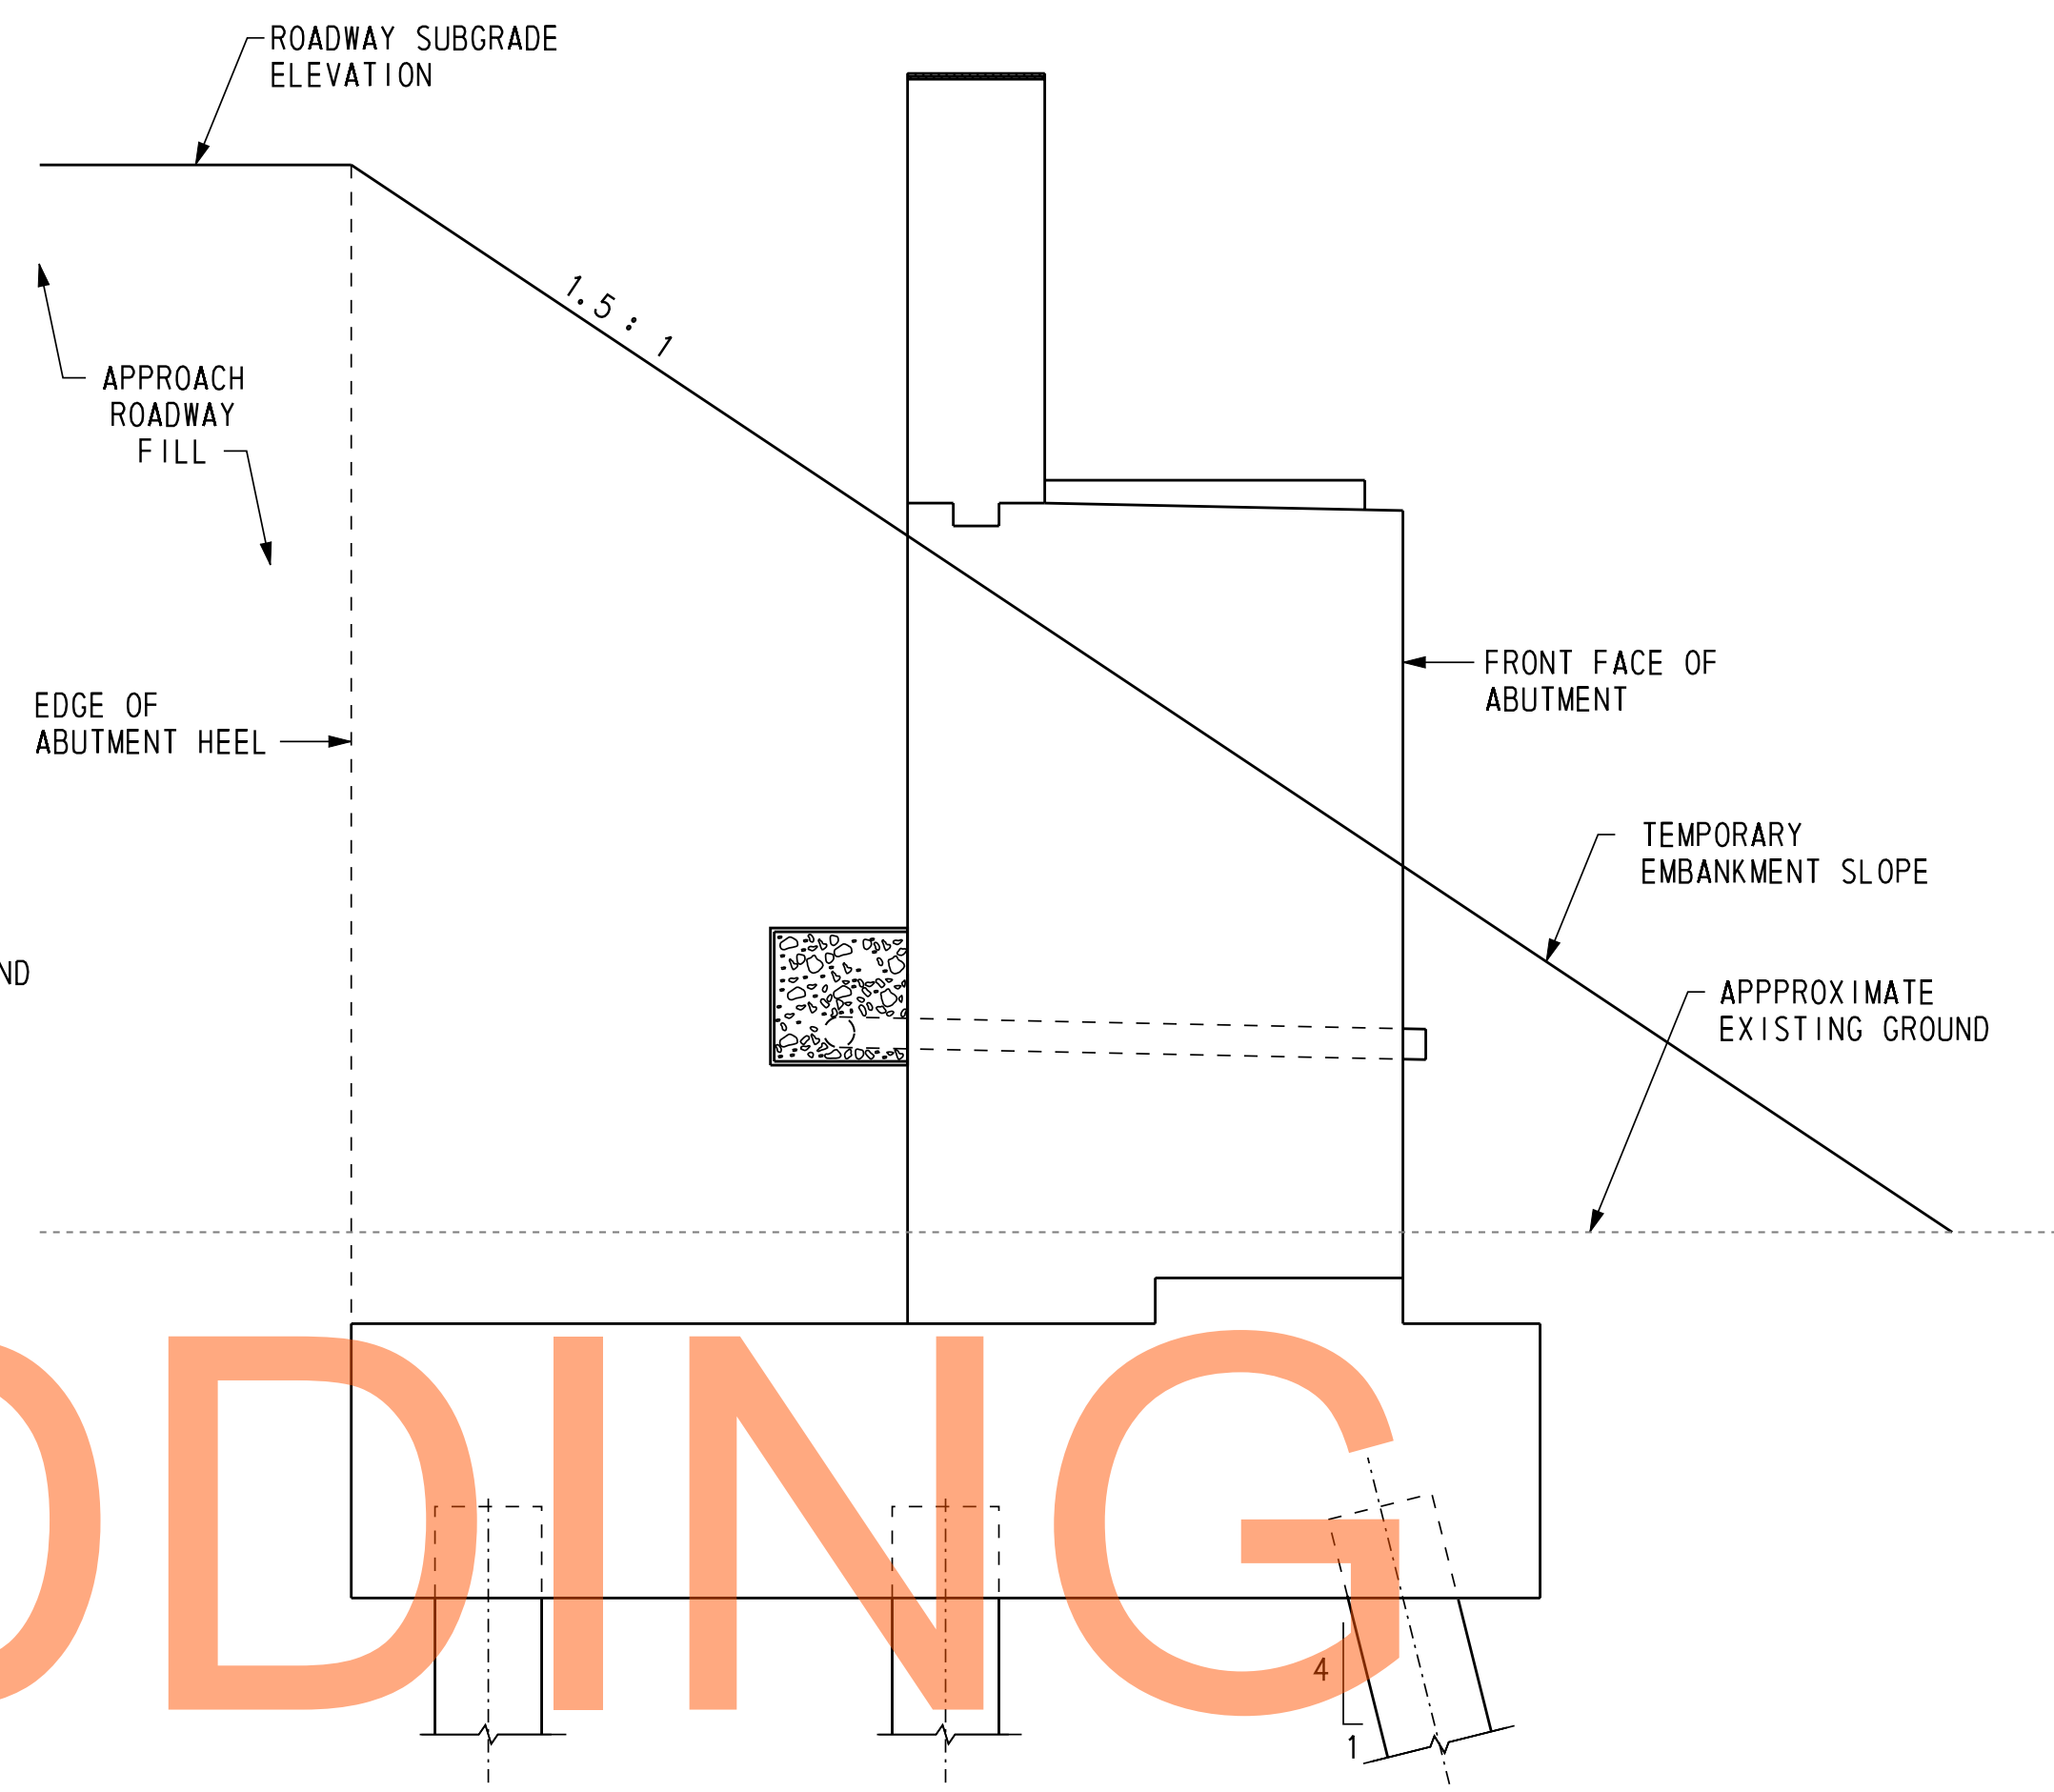 ROADWAY SUBGRADE
ELEVATION
1.5:1
APPROACH
ROADWAY
FILL
FRONT FACE OF
ABUTMENT
EDGE OF
ABUTMENT HEEL
TEMPORARY
EMBANKMENT SLOPE
ND
APPPROXIMATE
EXISTING GROUND
DING
4
1